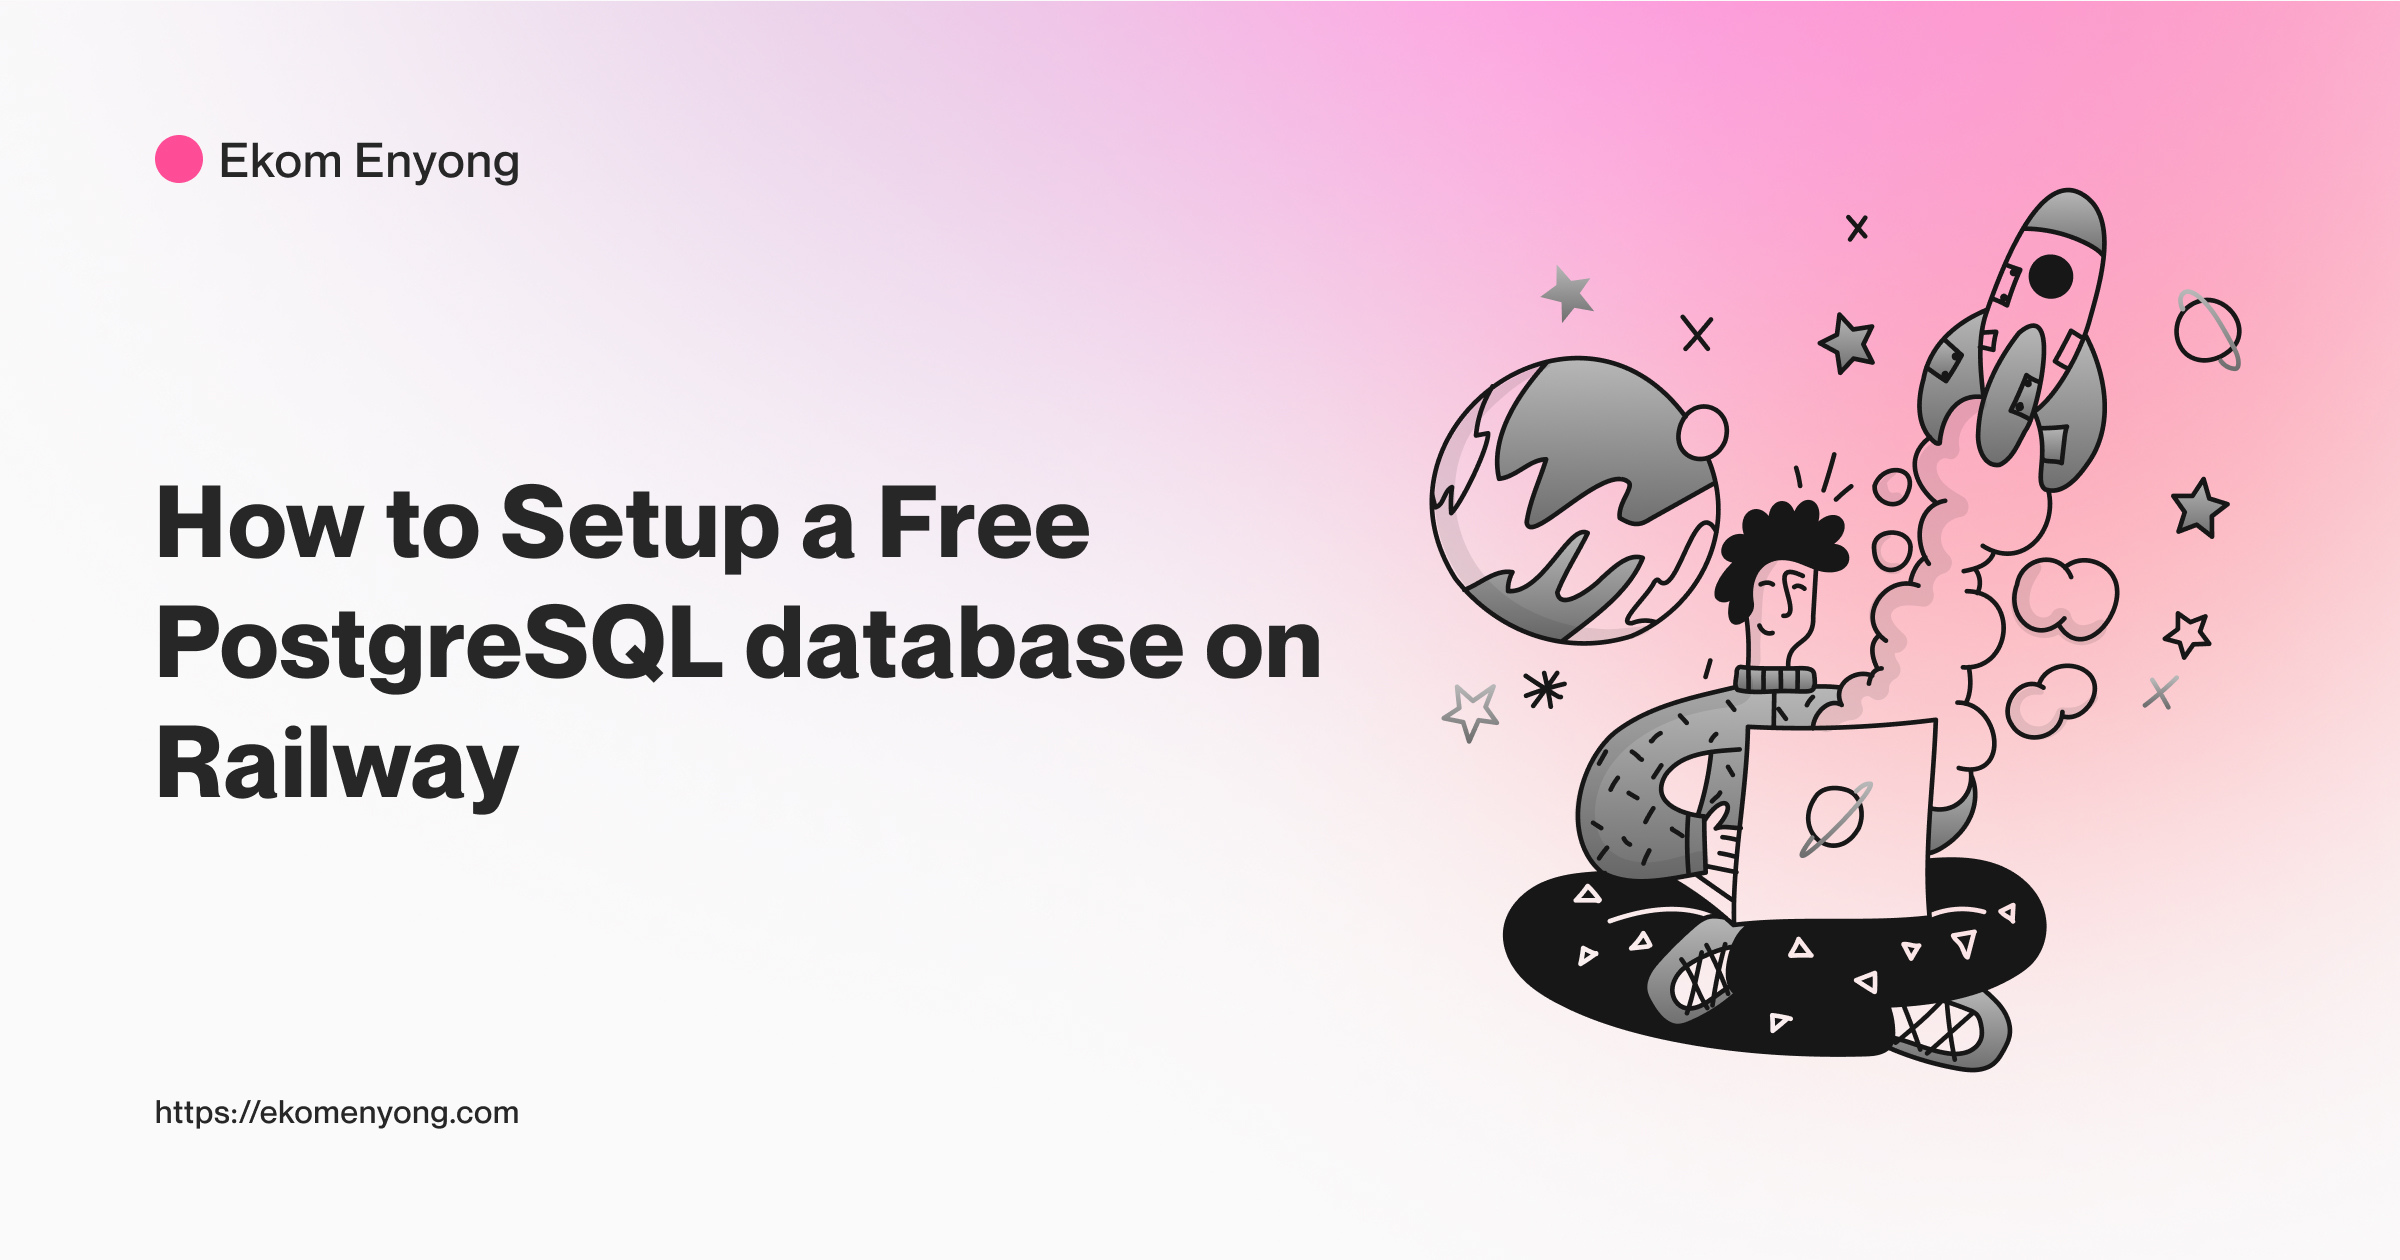 Ekom Enyong
How to Setup a Free
PostgreSQL database on
Railway
https://ekomenyong.com